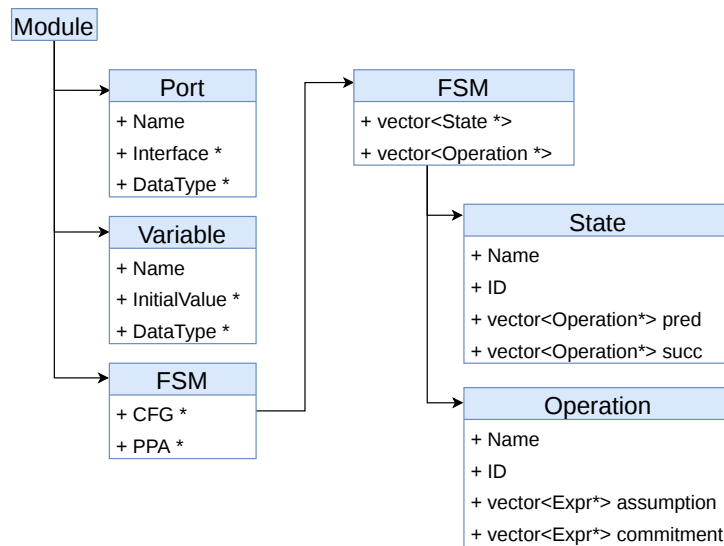 Module
Port
+ Name
+ Interface *
+ DataType *
Variable
+ Name
+ InitialValue *
+ DataType *
FSM
+ CFG *
+ PPA *
FSM
+ vector<State *>
+ vector<Operation *>
State
+ Name
+ ID
+ vector<Operation*> pred
+ vector<Operation*> succ
Operation
+ Name
+ ID
+ vector<Expr*> assumption
+ vector<Expr*> commitment